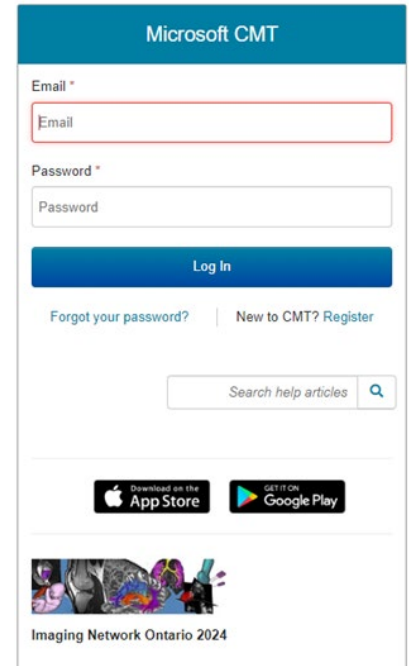 Microsoft CMT
Email *
Email
Password *
Password
Log In
Forgot your password? New to CMT? Register
Search help articles
Download on the
App Store
GET IT ON
Google Play
Imaging Network Ontario 2024